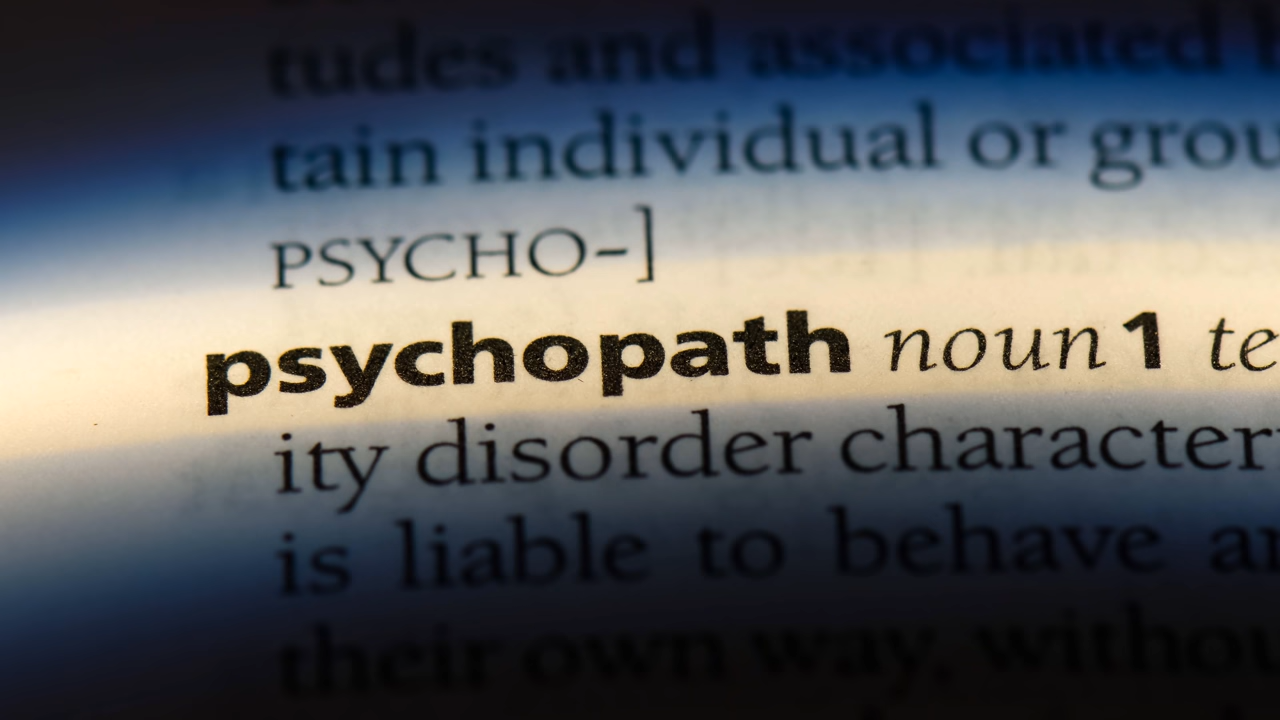 tudes and associated
tain individual or grou
PSYCHO-]
psychopath noun 1 te
ity disorder character
is liable to behave a
their own way, withou